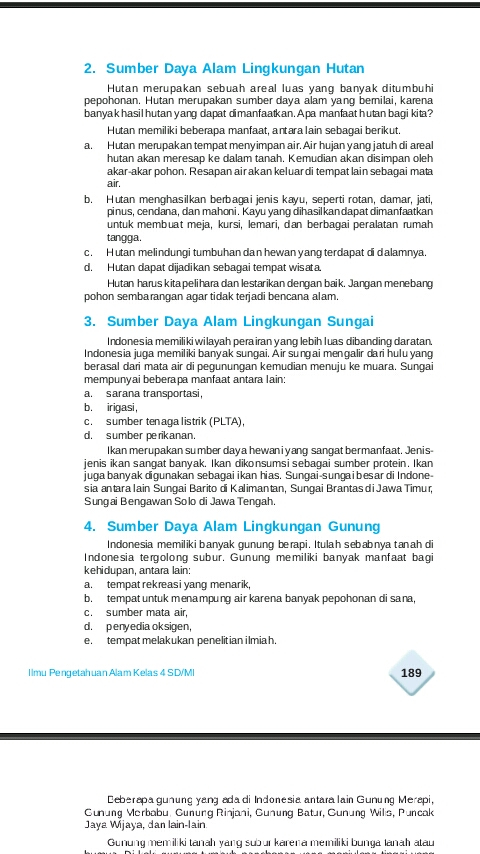 2. Sumber Daya Alam Lingkungan Hutan
Hutan merupakan sebuah areal luas yang banyak ditumbuhi
pepohonan. Hutan merupakan sumber daya alam yang bernilai, karena
banyak hasil hutan yang dapat dimanfaatkan. Apa manfaat hutan bagi kita?
Hutan memiliki beberapa manfaat, antara lain sebagai berikut.
a. Hutan merupakan tempat menyimpan air. Air hujan yang jatuh di areal
hutan akan meresap ke dalam tanah. Kemudian akan disimpan oleh
akar-akar pohon. Resapan air akan keluar di tempat lain sebagai mata
air.
b. Hutan menghasilkan berbagai jenis kayu, seperti rotan, damar, jati,
pinus, cendana, dan mahoni. Kayu yang dihasilkan dapat dimanfaatkan
untuk membuat meja, kursi, lemari, dan berbagai peralatan rumah
tangga.
c. Hutan melindungi tumbuhan dan hewan yang terdapat di dalamnya.
d. Hutan dapat dijadikan sebagai tempat wisata.
Hutan harus kita pelihara dan lestarikan dengan baik. Jangan menebang
pohon sembarangan agar tidak terjadi bencana alam.
3. Sumber Daya Alam Lingkungan Sungai
Indonesia memiliki wilayah perairan yang lebih luas dibanding daratan.
Indonesia juga memiliki banyak sungai. Air sungai mengalir dari hulu yang
berasal dari mata air di pegunungan kemudian menuju ke muara. Sungai
mempunyai beberapa manfaat antara lain:
a. sarana transportasi,
b. irigasi,
c. sumber tenaga listrik (PLTA),
d. sumber perikanan.
Ikan merupakan sumber daya hewani yang sangat bermanfaat. Jenis-
jenis ikan sangat banyak. Ikan dikonsumsi sebagai sumber protein. Ikan
juga banyak digunakan sebagai ikan hias. Sungai-sungai besar di Indone-
sia antara lain Sungai Barito di Kalimantan, Sungai Brantas di Jawa Timur,
Sungai Bengawan Solo di Jawa Tengah.
4. Sumber Daya Alam Lingkungan Gunung
Indonesia memiliki banyak gunung berapi. Itulah sebabnya tanah di
Indonesia tergolong subur. Gunung memiliki banyak manfaat bagi
kehidupan, antara lain:
a. tempat rekreasi yang menarik,
b. tempat untuk menampung air karena banyak pepohonan di sana,
c. sumber mata air,
d. penyedia oksigen,
e. tempat melakukan penelitian ilmiah.
Ilmu Pengetahuan Alam Kelas 4 SD/MI
189
Beberapa gunung yang ada di Indonesia antara lain Gunung Merapi,
Gunung Merbabu, Gunung Rinjani, Gunung Batur, Gunung Wilis, Puncak
Jaya Wijaya, dan lain-lain.
Gunung memiliki tanah yang subur karena memiliki bunga tanah atau